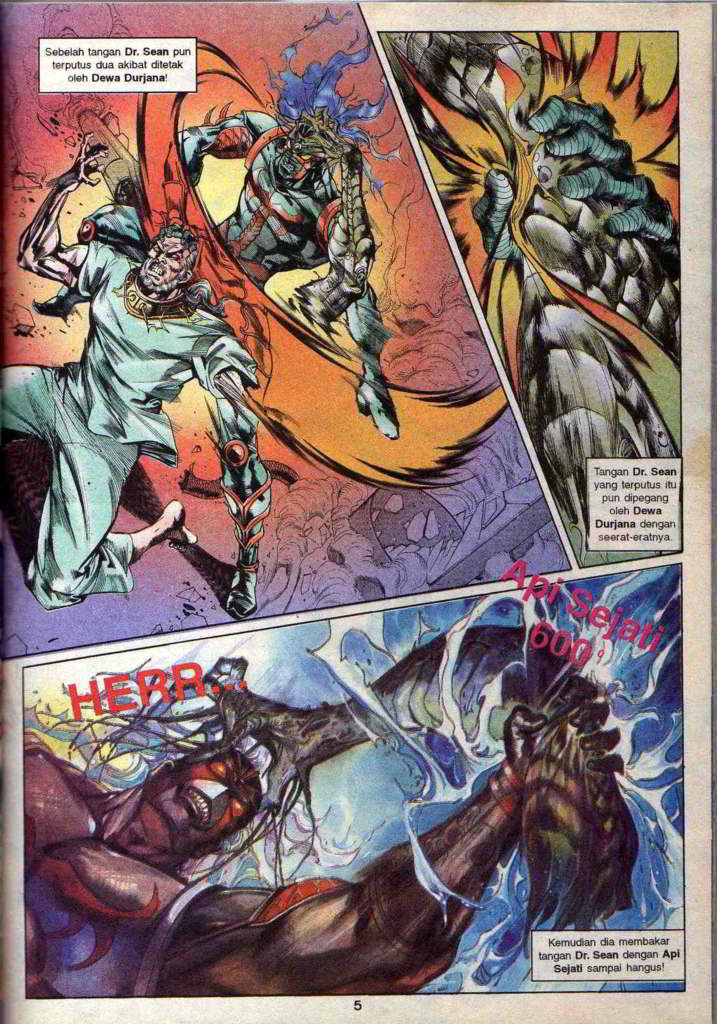 Sebelah tangan Dr. Sean pun
terputus dua akibat ditetak
oleh Dewa Durjana!
Tangan Dr. Sean
yang terputus itu
pun dipegang
oleh Dewa
Durjana dengan
seerat-eratnya.
HERR...
Api Sejati
600°
Kemudian dia membakar
tangan Dr. Sean dengan Api
Sejati sampai hangus!
5